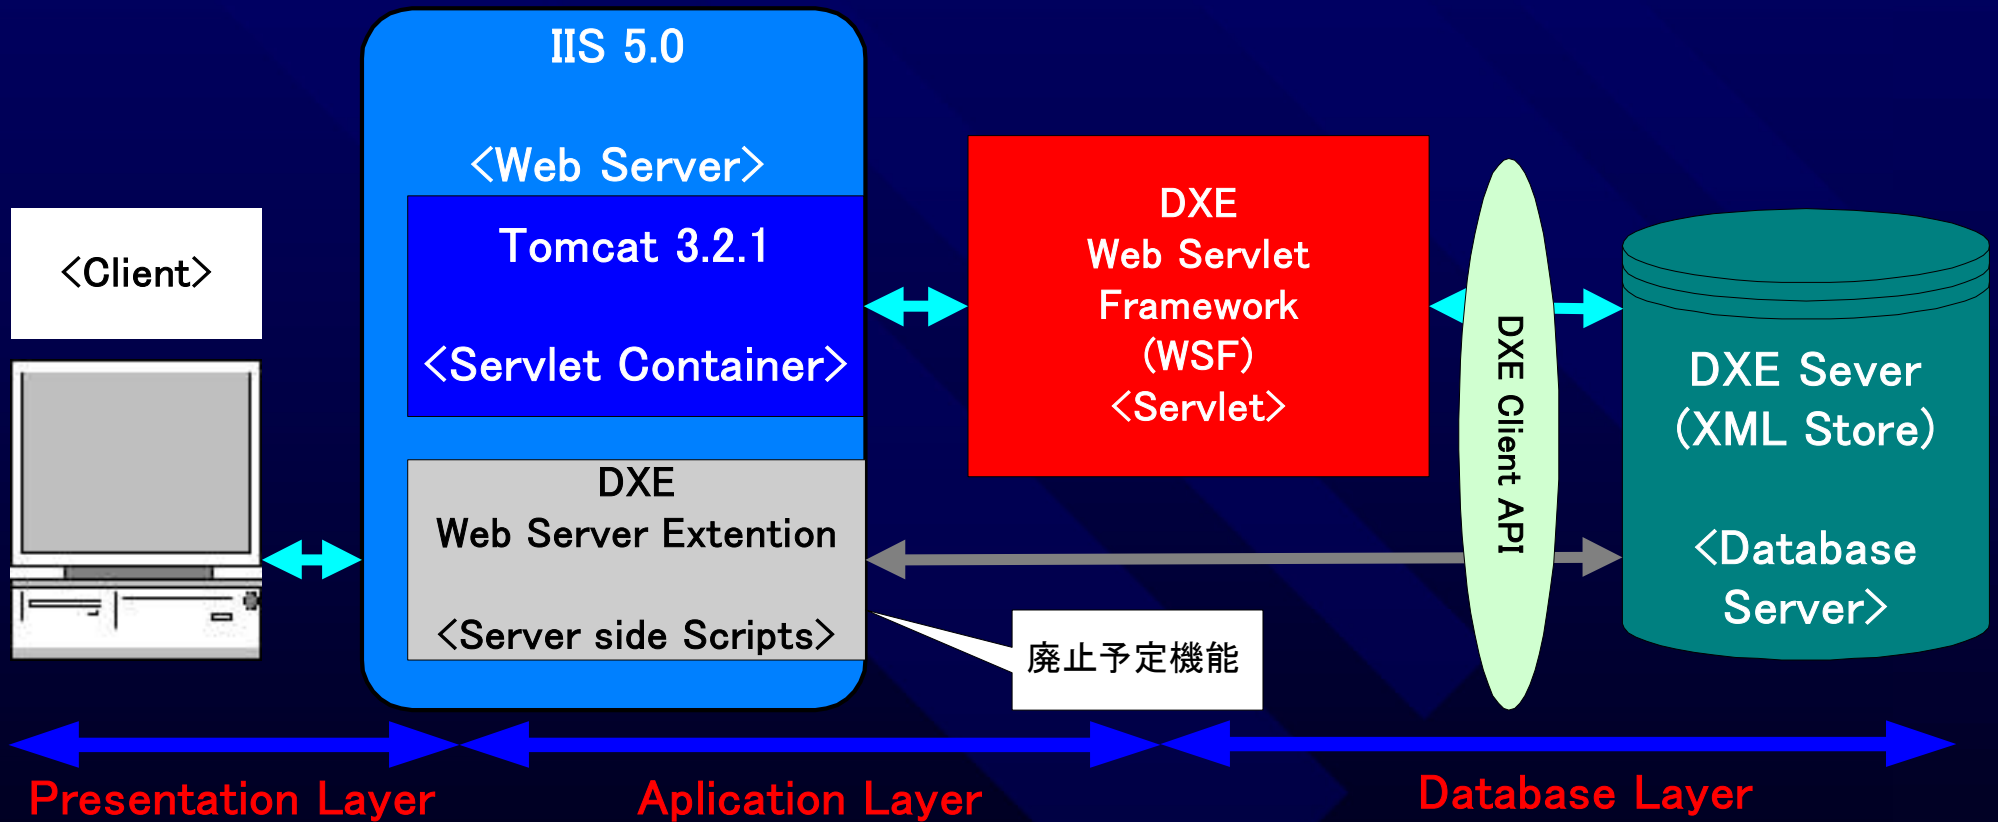 IIS 5.0
<Web Server>
Tomcat 3.2.1
<Servlet Container>
DXE
Web Server Extention
<Server side Scripts>
<Client>
DXE
Web Servlet
Framework
(WSF)
<Servlet>
DXE Client API
DXE Sever
(XML Store)
<Database
Server>
廃止予定機能
Presentation Layer
Aplication Layer
Database Layer